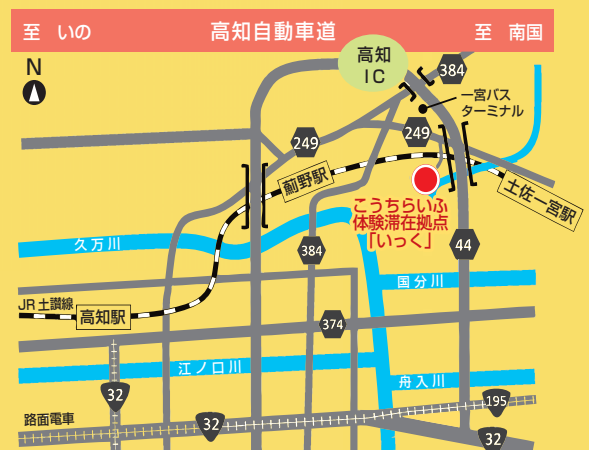 至 いの
高知自動車道
至 南国
高知
IC
N
384
一宮バス
ターミナル
249
249
薊野駅
土佐一宮駅
こうちらいふ
体験滞在拠点
「いっく」
久万川
384
44
国分川
JR土讃線
高知駅
374
江ノ口川
舟入川
32
195
路面電車
32
32